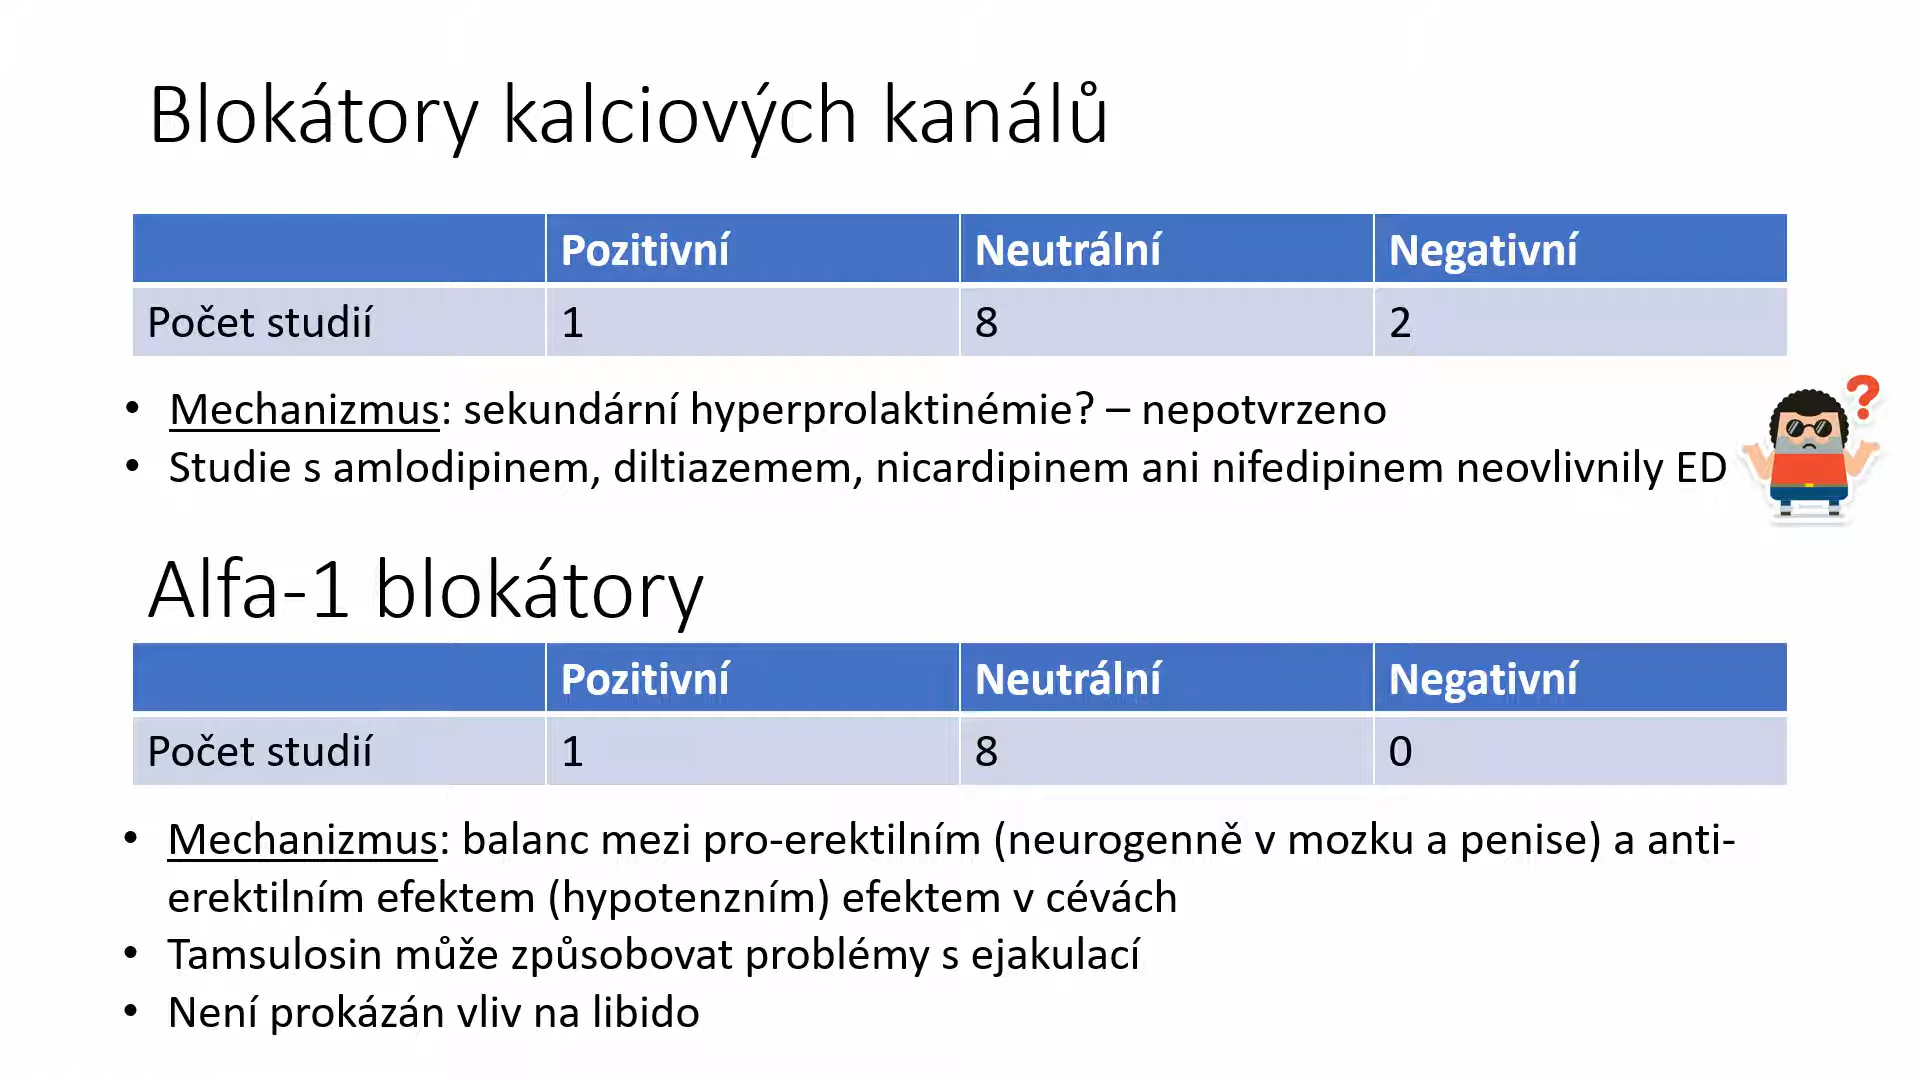 Blokátory kalciových kanálů
Pozitivní Neutrální Negativní
Počet studií 1 8 2
• Mechanizmus: sekundární hyperprolaktinémie? – nepotvrzeno
• Studie s amlodipinem, diltiazemem, nicardipinem ani nifedipinem neovlivnily ED
?
Alfa-1 blokátory
Pozitivní Neutrální Negativní
Počet studií 1 8 0
• Mechanizmus: balanc mezi pro-erektilním (neurogenně v mozku a penise) a anti-
erektilním efektem (hypotenzním) efektem v cévách
• Tamsulosin může způsobovat problémy s ejakulací
• Není prokázán vliv na libido